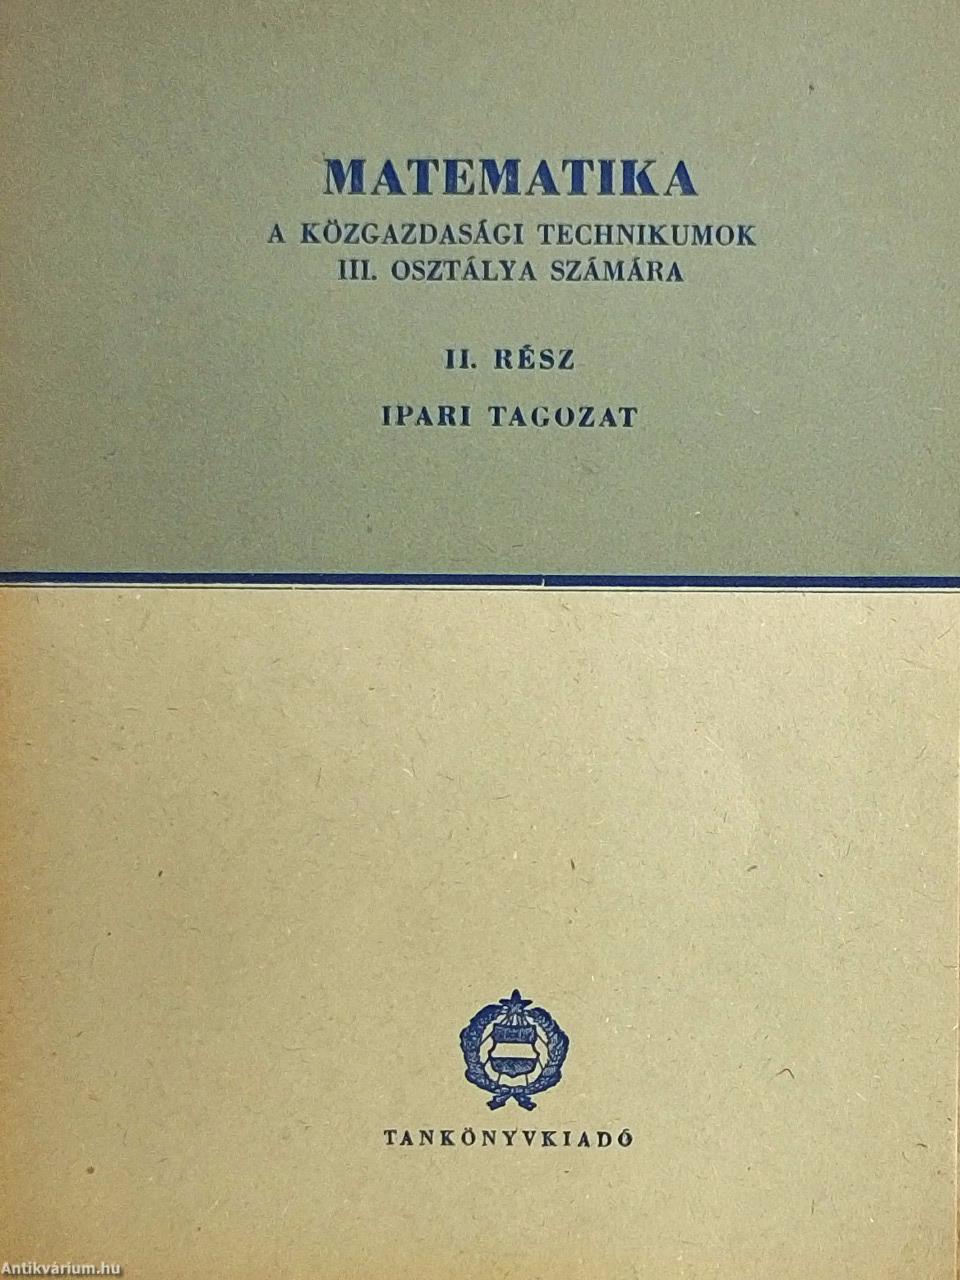 MATEMATIKA
A KÖZGAZDASÁGI TECHNIKUMOK
III. OSZTÁLYA SZÁMÁRA
II. RÉSZ
IPARI TAGOZAT
TANKÖNYVKIADÓ
Antikvárium.hu